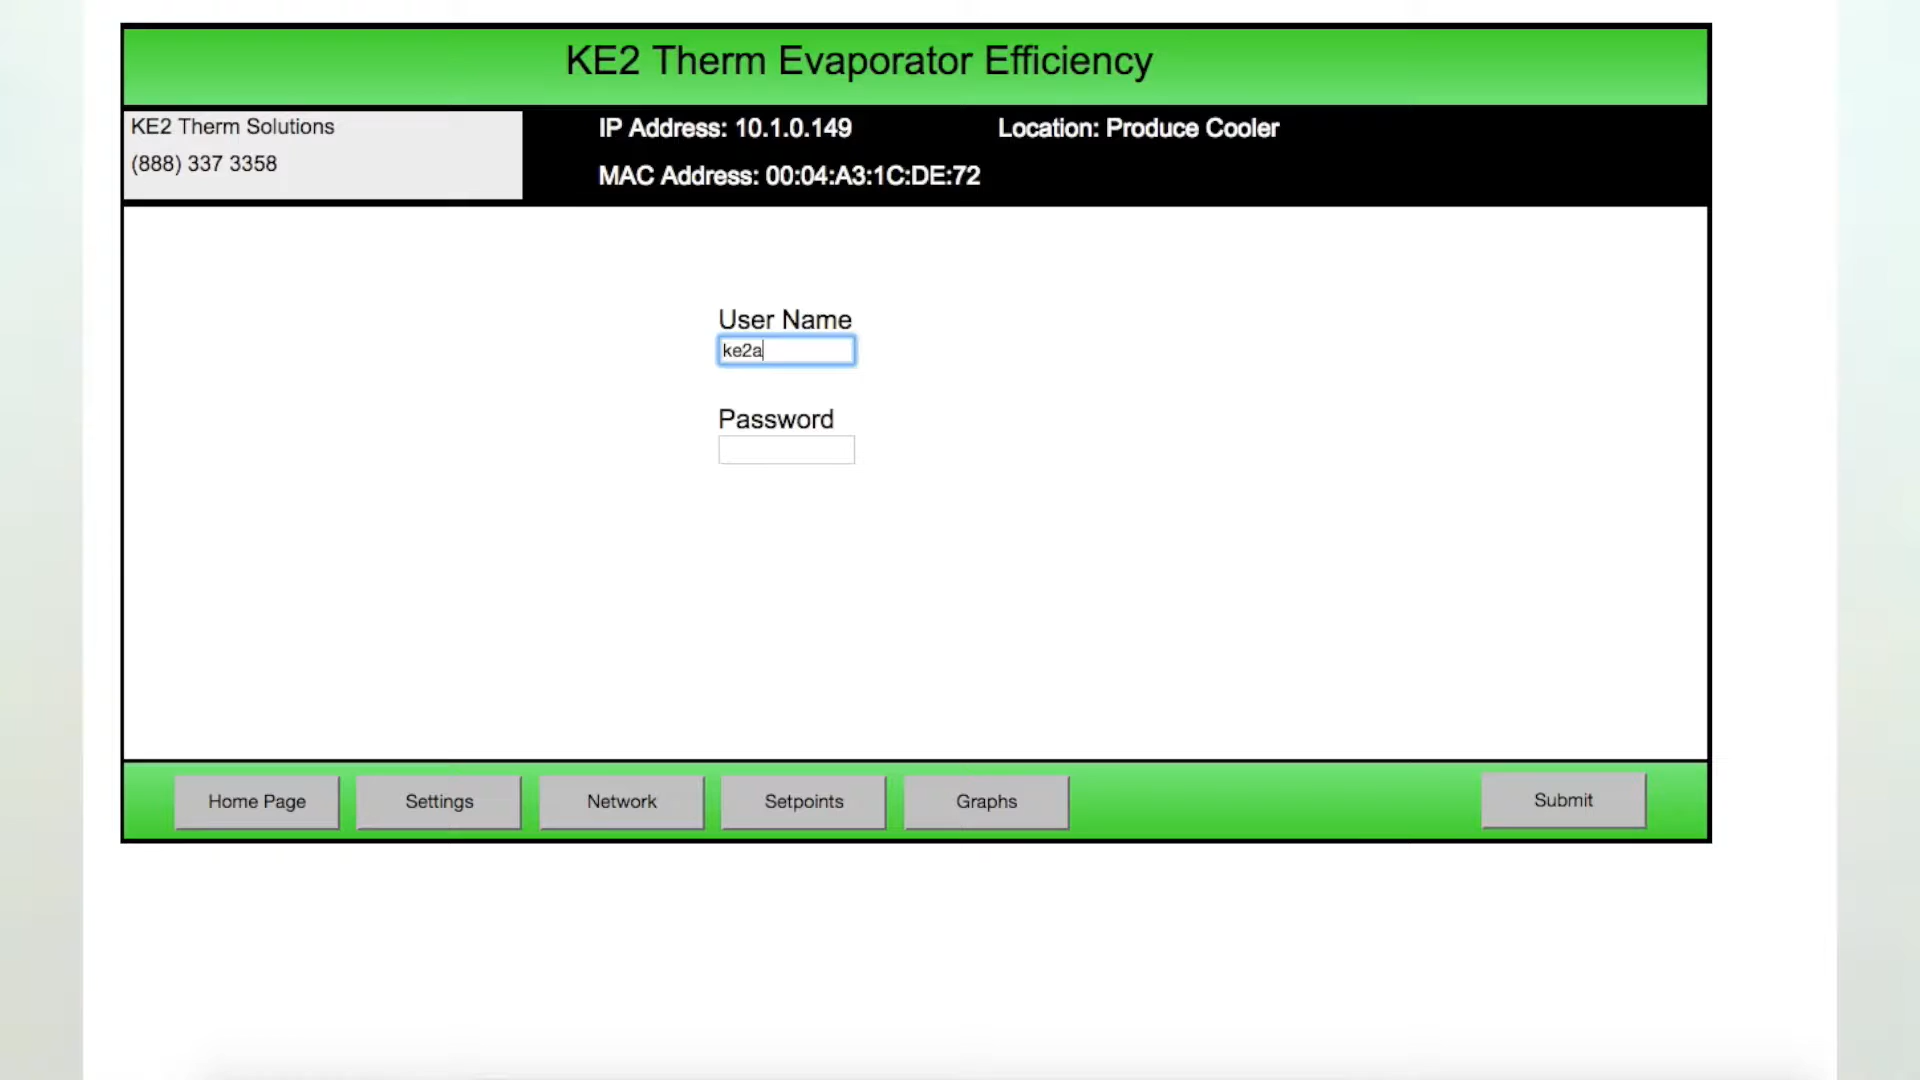 KE2 Therm Evaporator Efficiency
KE2 Therm Solutions
(888) 337 3358
IP Address: 10.1.0.149
Location: Produce Cooler
MAC Address: 00:04:A3:1C:DE:72
User Name
ke2a
Password
Home Page
Settings
Network
Setpoints
Graphs
Submit